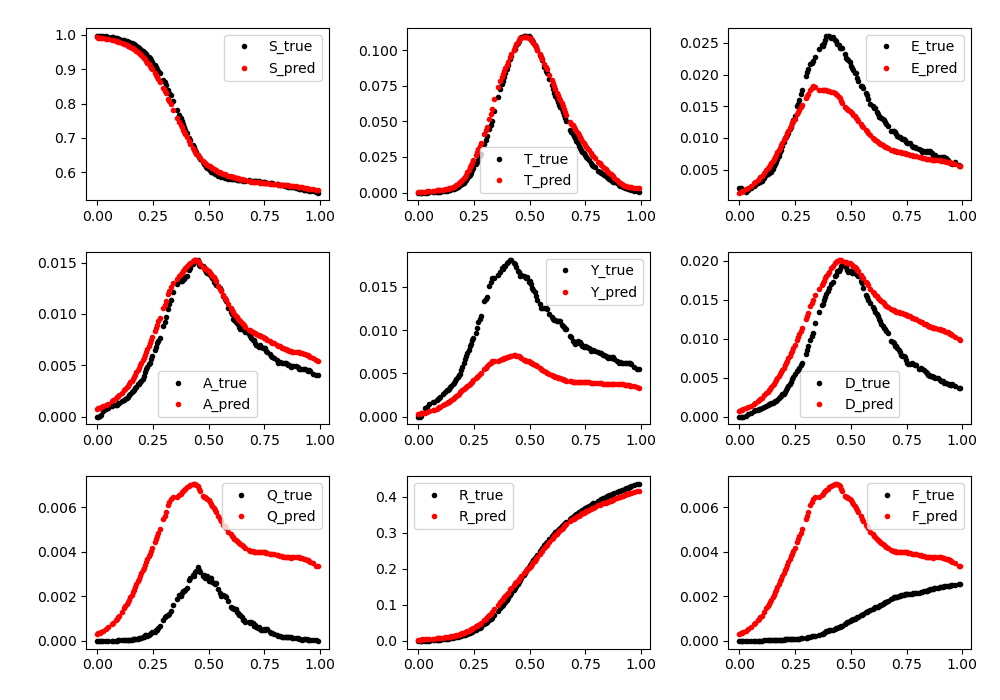 1.0
0.9
0.8
0.7
0.6
0.00 0.25 0.50 0.75 1.00
S_true
S_pred
0.100
0.075
0.050
0.025
0.000
0.00 0.25 0.50 0.75 1.00
T_true
T_pred
0.025
0.020
0.015
0.010
0.005
0.00 0.25 0.50 0.75 1.00
E_true
E_pred
0.015
0.010
0.005
0.000
0.00 0.25 0.50 0.75 1.00
A_true
A_pred
0.015
0.010
0.005
0.000
0.00 0.25 0.50 0.75 1.00
Y_true
Y_pred
0.020
0.015
0.010
0.005
0.000
0.00 0.25 0.50 0.75 1.00
D_true
D_pred
0.006
0.004
0.002
0.000
0.00 0.25 0.50 0.75 1.00
Q_true
Q_pred
0.4
0.3
0.2
0.1
0.0
0.00 0.25 0.50 0.75 1.00
R_true
R_pred
0.006
0.004
0.002
0.000
0.00 0.25 0.50 0.75 1.00
F_true
F_pred